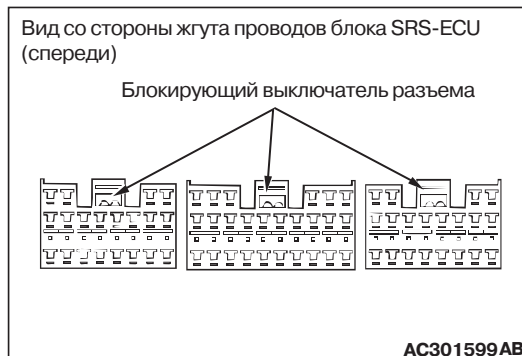 Вид со стороны жгута проводов блока SRS-ECU
(спереди)
Блокирующий выключатель разъема
AC301599AB